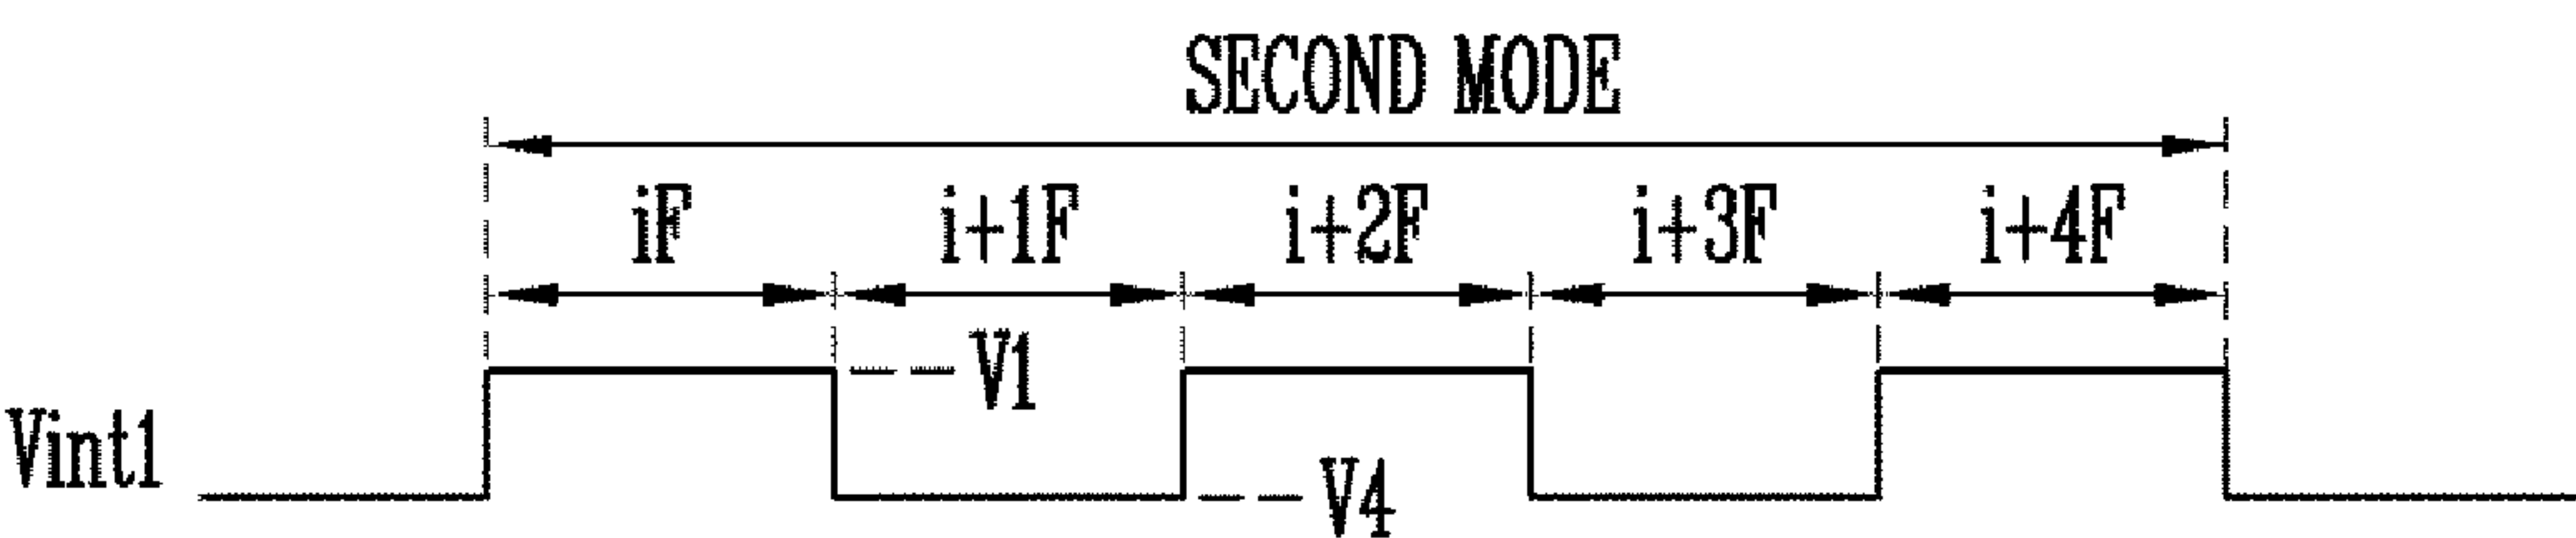 SECOND MODE
iF i+1F i+2F i+3F i+4F
V1
Vint1
V4